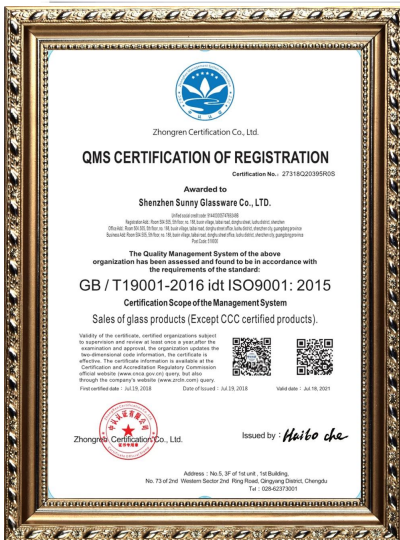 Zhongren Certification Co., Ltd.
QMS CERTIFICATION OF REGISTRATION
Certification No.: 27318Q20395R0S
Awarded to
Shenzhen Sunny Glassware Co., LTD.
The Quality Management System of the above
organization has been assessed and found to be in accordance with
the requirements of the standard:
GB / T19001-2016 idt ISO9001: 2015
Certification Scope of the Management System
Sales of glass products (Except CCC certified products).
Validity of the certificate, certified organizations subject
to supervision and review at least once a year,after the
examination and approval, the organization updates the
two-dimensional code information, the certificate is
effective. The certificate information is available at the
Certification and Accreditation Regulatory Commission
official website (www.cnca.gov.cn) query, but also
through the company's website (www.zrcln.com) query.
First certified date : Jul.19, 2018 Date of Issued : Jul.19, 2018 Valid date : Jul.18, 2021
Zhongren Certification Co., Ltd.
Issued by : Haibo che
Address : No.5, 3F of 1st unit , 1st Building,
No. 73 of 2nd Western Sector 2nd Ring Road, Qingyang District, Chengdu
Tel : 028-62373001